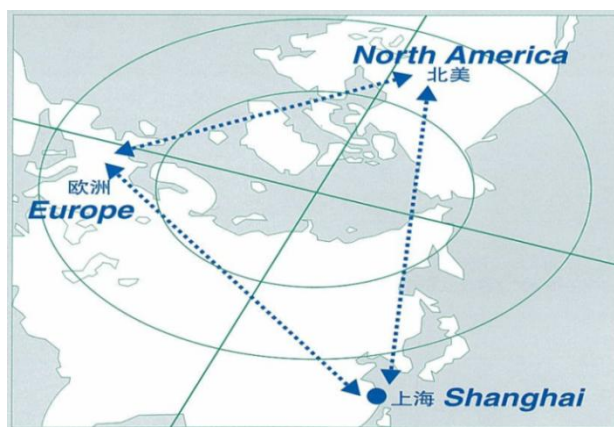 North America
北美
欧洲
Europe
上海 Shanghai